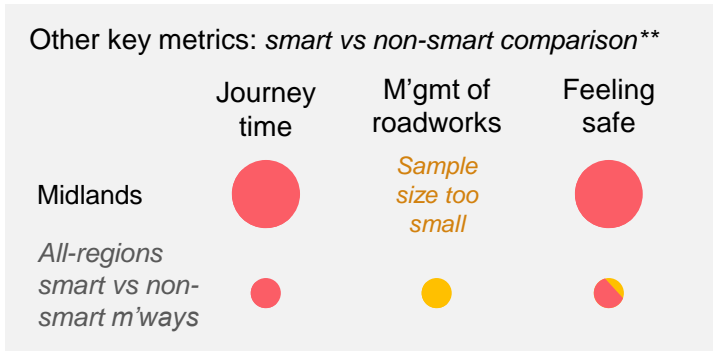 Other key metrics: smart vs non-smart comparison**
Journey time
M'gmt of roadworks
Feeling safe
Midlands
Sample size too small
All-regions smart vs non-smart m'ways